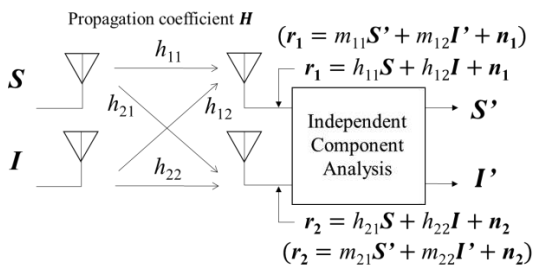 Propagation coefficient H
(r₁ = m₁₁S’ + m₁₂I’ + n₁)
r₁ = h₁₁S + h₁₂I + n₁
h₁₁
S
h₂₁
h₁₂
S’
Independent
Component
Analysis
I
h₂₂
I’
r₂ = h₂₁S + h₂₂I + n₂
(r₂ = m₂₁S’ + m₂₂I’ + n₂)